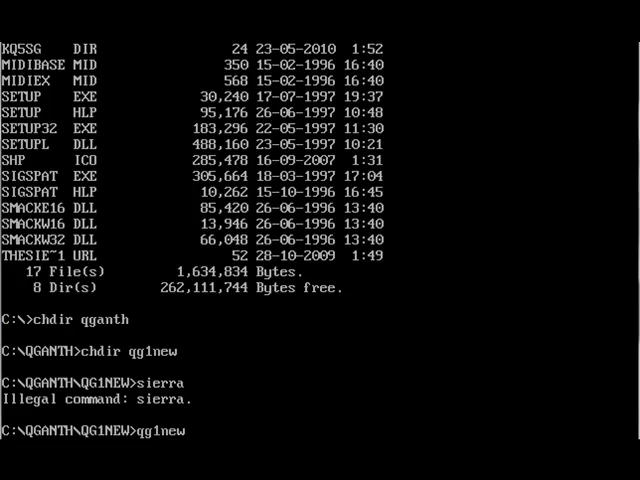 KQ5SG    DIR                 24 23-05-2010  1:52
MIDIBASE MID                350 15-02-1996 16:40
MIDIEX   MID                568 15-02-1996 16:40
SETUP    EXE             30,240 17-07-1997 19:37
SETUP    HLP             95,176 26-06-1997 10:48
SETUP32  EXE            183,296 22-05-1997 11:30
SETUPL   DLL            488,160 23-05-1997 10:21
SHP      ICO            285,478 16-09-2007  1:31
SIGSPAT  EXE            305,664 18-03-1997 17:04
SIGSPAT  HLP             10,262 15-10-1996 16:45
SMACKE16 DLL             85,420 26-06-1996 13:40
SMACKW16 DLL             13,946 26-06-1996 13:40
SMACKW32 DLL             66,048 26-06-1996 13:40
THESIE~1 URL                 52 28-10-2009  1:49
   17 File(s)         1,634,834 Bytes.
    8 Dir(s)        262,111,744 Bytes free.
C:\>chdir qganth
C:\QGANTH>chdir qg1new
C:\QGANTH\QG1NEW>sierra
Illegal command: sierra.
C:\QGANTH\QG1NEW>qg1new